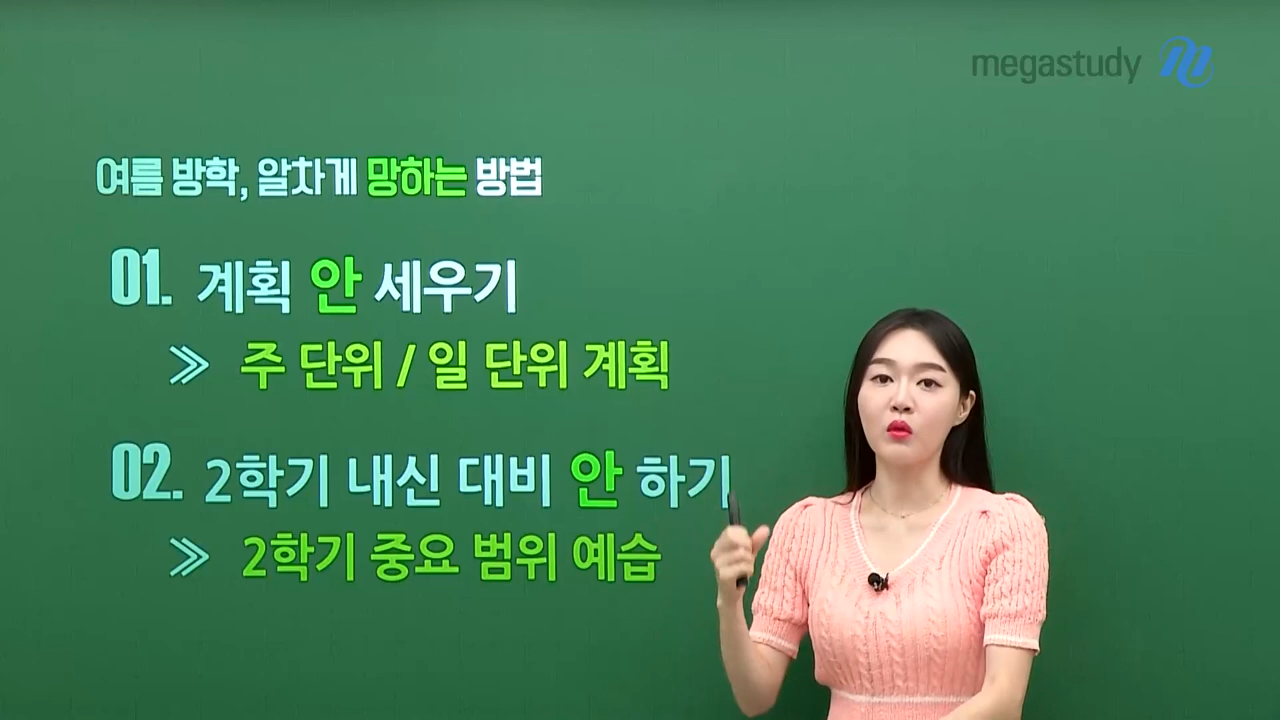 megastudy
여름 방학, 알차게 망하는 방법
01. 계획 안 세우기
≫ 주 단위 / 일 단위 계획
02. 2학기 내신 대비 안 하기
≫ 2학기 중요 범위 예습